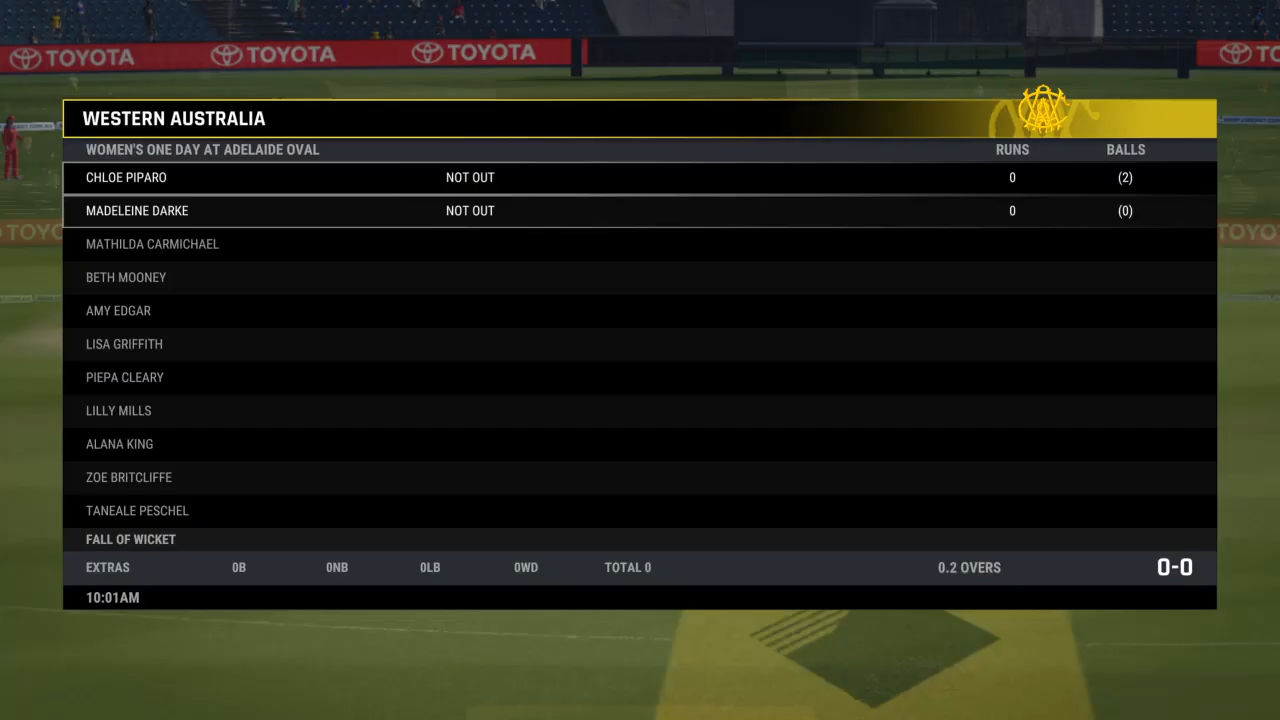 TOYOTA TOYOTA TOYOTA
WESTERN AUSTRALIA
WOMEN'S ONE DAY AT ADELAIDE OVAL RUNS BALLS
CHLOE PIPARO NOT OUT 0 (2)
MADELEINE DARKE NOT OUT 0 (0)
MATHILDA CARMICHAEL
BETH MOONEY
AMY EDGAR
LISA GRIFFITH
PIEPA CLEARY
LILLY MILLS
ALANA KING
ZOE BRITCLIFFE
TANEALE PESCHEL
FALL OF WICKET
EXTRAS 0B 0NB 0LB 0WD TOTAL 0 0.2 OVERS 0-0
10:01AM